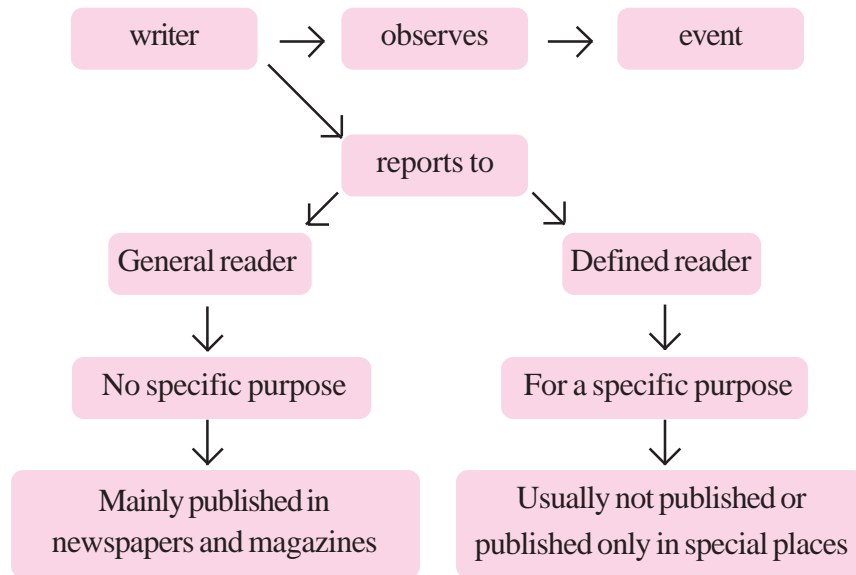 writer
observes
event
reports to
General reader
Defined reader
No specific purpose
For a specific purpose
Mainly published in
newspapers and magazines
Usually not published or
published only in special places